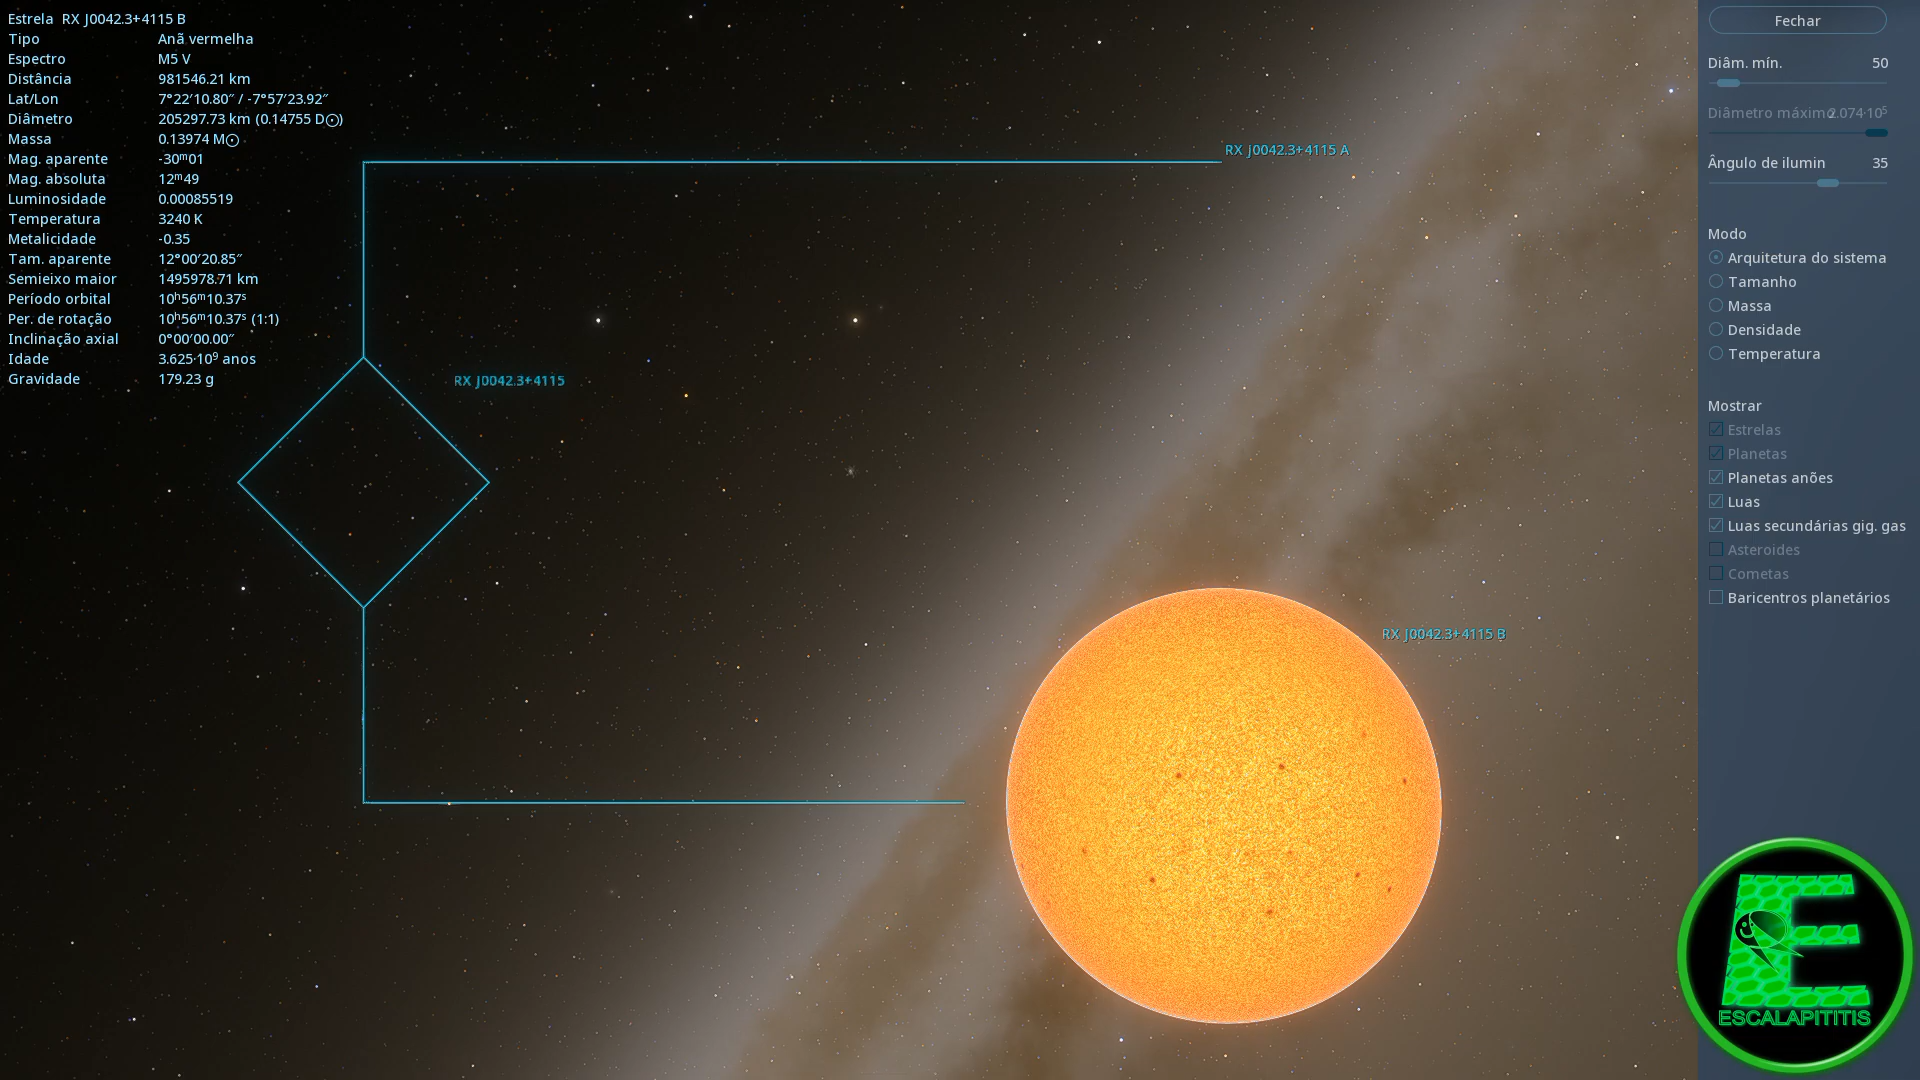 Estrela RX J0042.3+4115 B
Tipo Anã vermelha
Espectro M5 V
Distância 981546.21 km
Lat/Lon 7°22′10.80″ / -7°57′23.92″
Diâmetro 205297.73 km (0.14755 D☉)
Massa 0.13974 M☉
Mag. aparente -30ᵐ01
Mag. absoluta 12ᵐ49
Luminosidade 0.00085519
Temperatura 3240 K
Metalicidade -0.35
Tam. aparente 12°00′20.85″
Semieixo maior 1495978.71 km
Período orbital 10ʰ56ᵐ10.37ˢ
Per. de rotação 10ʰ56ᵐ10.37ˢ (1:1)
Inclinação axial 0°00′00.00″
Idade 3.625·10⁹ anos
Gravidade 179.23 g
RX J0042.3+4115 A
RX J0042.3+4115
RX J0042.3+4115 B
Fechar
Diâm. mín. 50
Diâmetro máximo 2.074·10⁵
Ângulo de ilumin 35
Modo
Arquitetura do sistema
Tamanho
Massa
Densidade
Temperatura
Mostrar
Estrelas
Planetas
Planetas anões
Luas
Luas secundárias gig. gas
Asteroides
Cometas
Baricentros planetários
E
ESCALAPITITIS